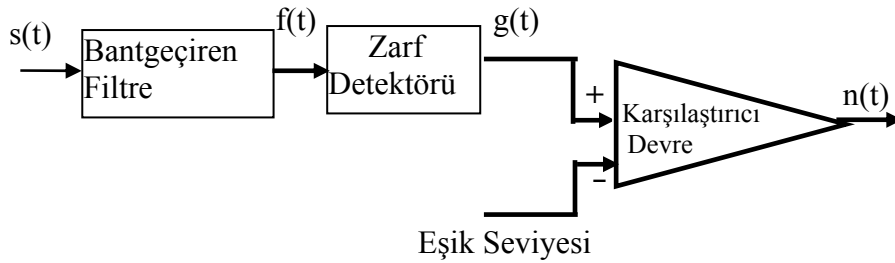 s(t)
Bantgeçiren
Filtre
f(t)
Zarf
Detektörü
g(t)
+
Karşılaştırıcı
Devre
–
n(t)
Eşik Seviyesi